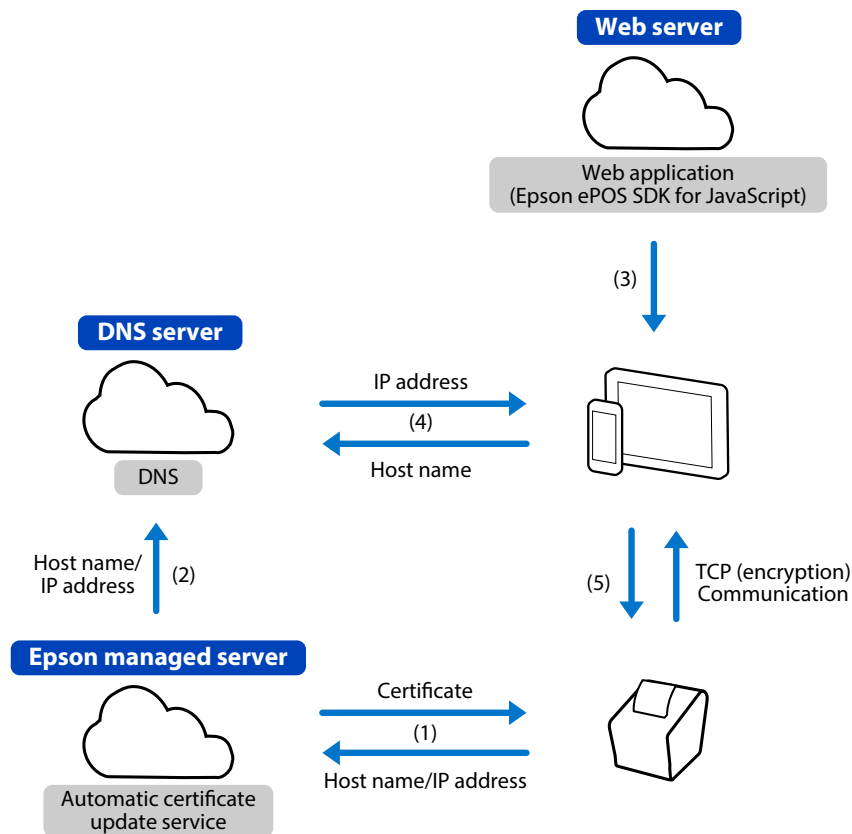 Web server
Web application
(Epson ePOS SDK for JavaScript)
(3)
DNS server
DNS
IP address
(4)
Host name
Host name/
IP address
(2)
(5)
TCP (encryption)
Communication
Epson managed server
Automatic certificate
update service
Certificate
(1)
Host name/IP address